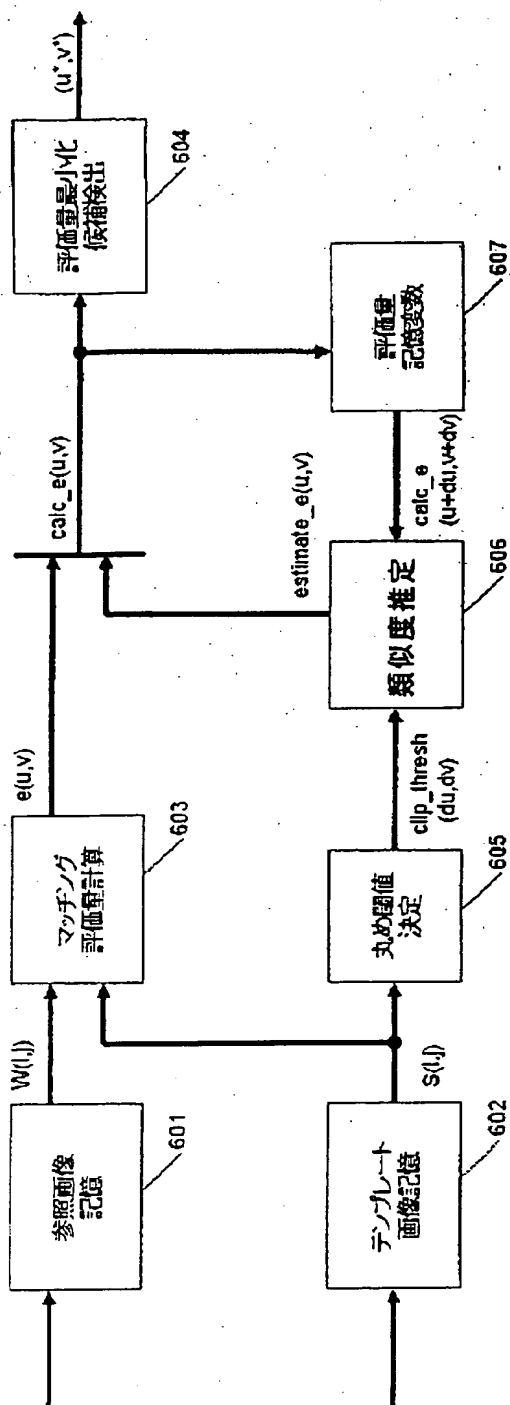 参照画像
記憶
601
W(i,j)
マッチング
評価量計算
603
e(u,v)
calc_e(u,v)
評価量最小化
候補検出
604
(u*,v*)
テンプレート
画像記憶
602
S(i,j)
丸め閾値
決定
605
clip_thresh
(du,dv)
類似度推定
606
estimate_e(u,v)
calc_e
(u+du,v+dv)
評価量
記憶変数
607